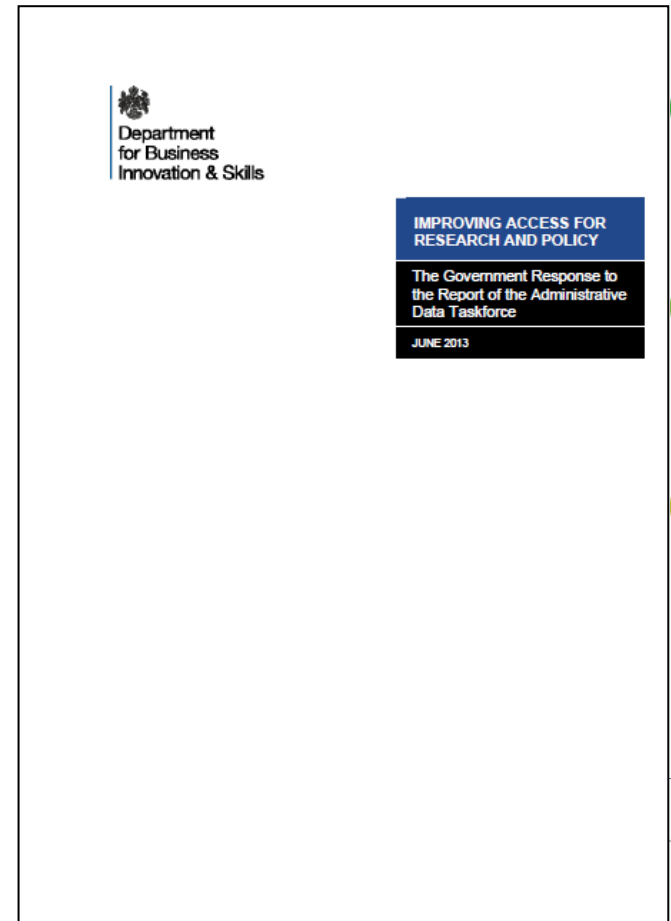 Department
for Business
Innovation & Skills
IMPROVING ACCESS FOR
RESEARCH AND POLICY
The Government Response to
the Report of the Administrative
Data Taskforce
JUNE 2013